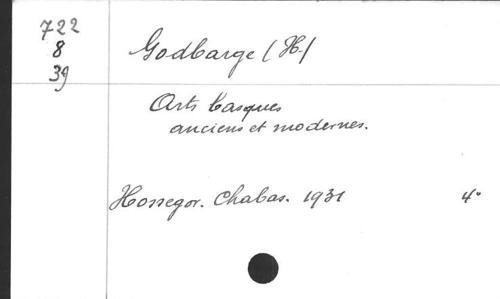 722
8
39
Godbarge (H.)
Arts basques
anciens et modernes.
Hossegor. Chabas. 1931 4°